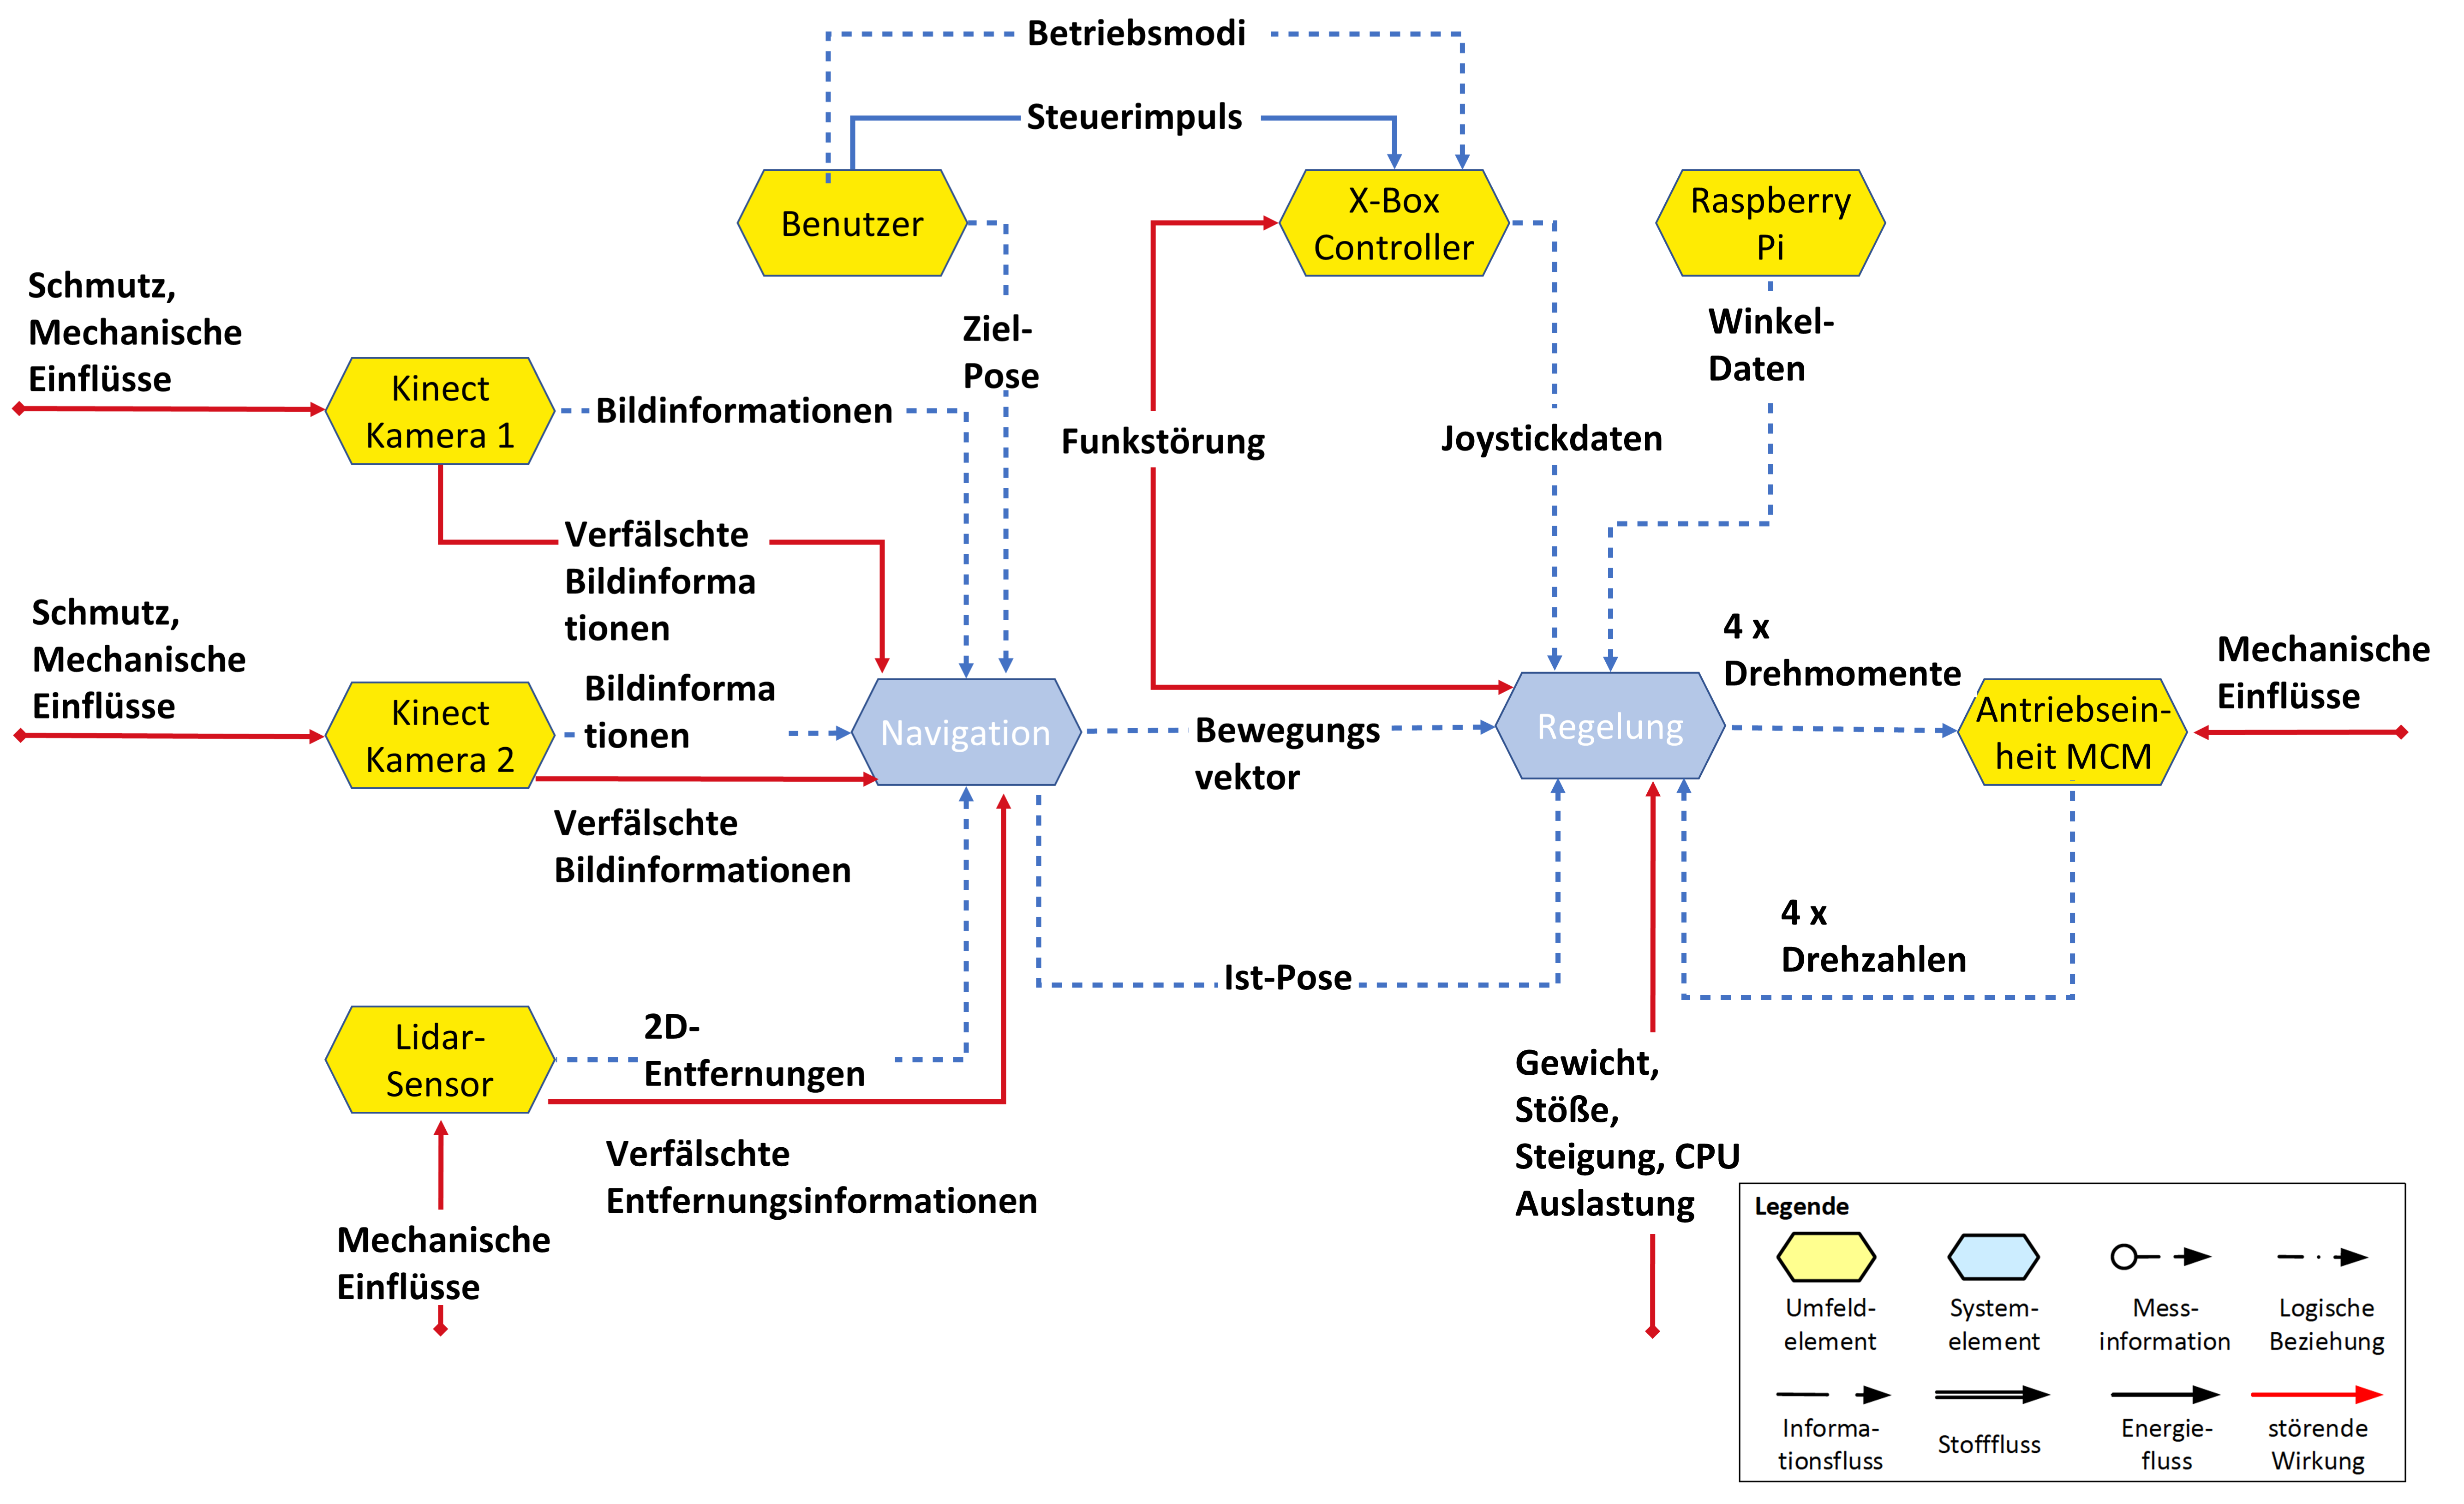 Betriebsmodi
Steuerimpuls
Benutzer
X-Box
Controller
Raspberry
Pi
Schmutz,
Mechanische
Einflüsse
Ziel-
Pose
Winkel-
Daten
Kinect
Kamera 1
Bildinformationen
Funkstörung
Joystickdaten
Verfälschte
Bildinforma
tionen
Schmutz,
Mechanische
Einflüsse
Kinect
Kamera 2
Bildinforma
tionen
Navigation
Bewegungs
vektor
Regelung
4 x
Drehmomente
Antriebsein-
heit MCM
Mechanische
Einflüsse
Verfälschte
Bildinformationen
4 x
Drehzahlen
Ist-Pose
Lidar-
Sensor
2D-
Entfernungen
Verfälschte
Entfernungsinformationen
Mechanische
Einflüsse
Gewicht,
Stöße,
Steigung, CPU
Auslastung
Legende
Umfeld-
element
System-
element
Mess-
information
Logische
Beziehung
Informa-
tionsfluss
Stofffluss
Energie-
fluss
störende
Wirkung